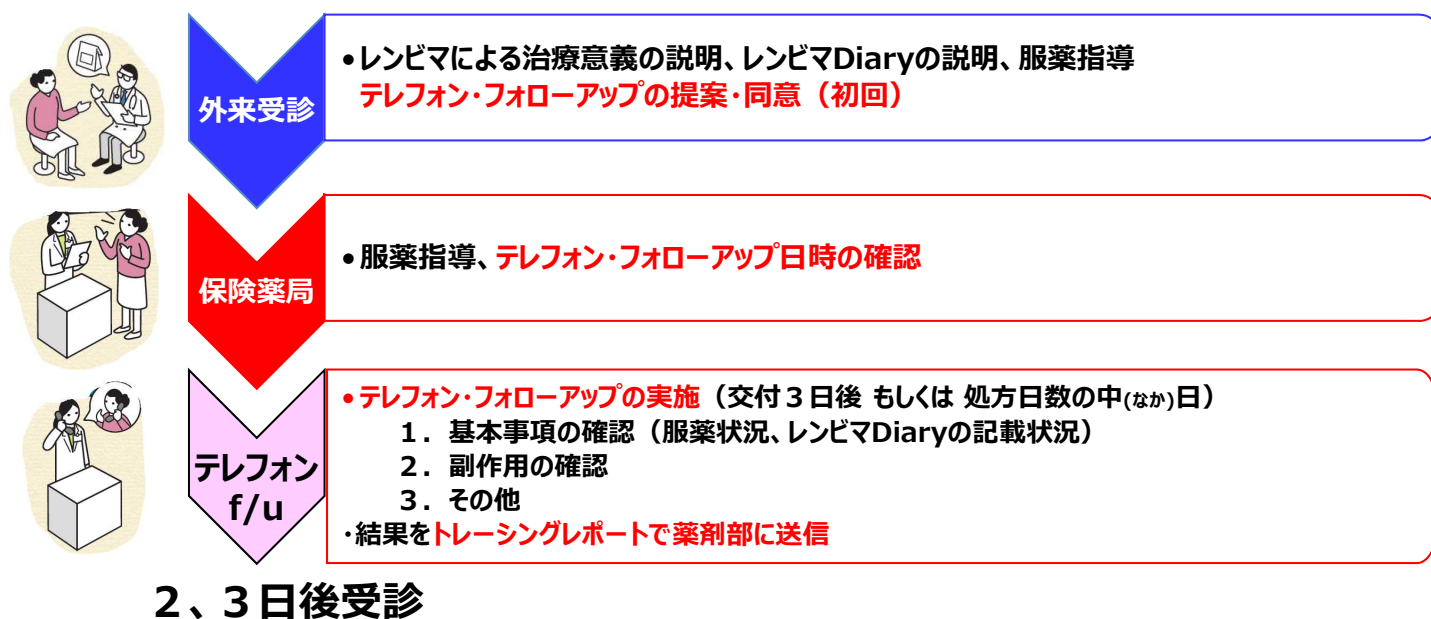 外来受診
•レンビマによる治療意義の説明、レンビマDiaryの説明、服薬指導
テレフォン・フォローアップの提案・同意（初回）
保険薬局
•服薬指導、テレフォン・フォローアップ日時の確認
テレフォン
f/u
•テレフォン・フォローアップの実施（交付３日後 もしくは 処方日数の中(なか)日）
１．基本事項の確認（服薬状況、レンビマDiaryの記載状況）
２．副作用の確認
３．その他
・結果をトレーシングレポートで薬剤部に送信
２、３日後受診